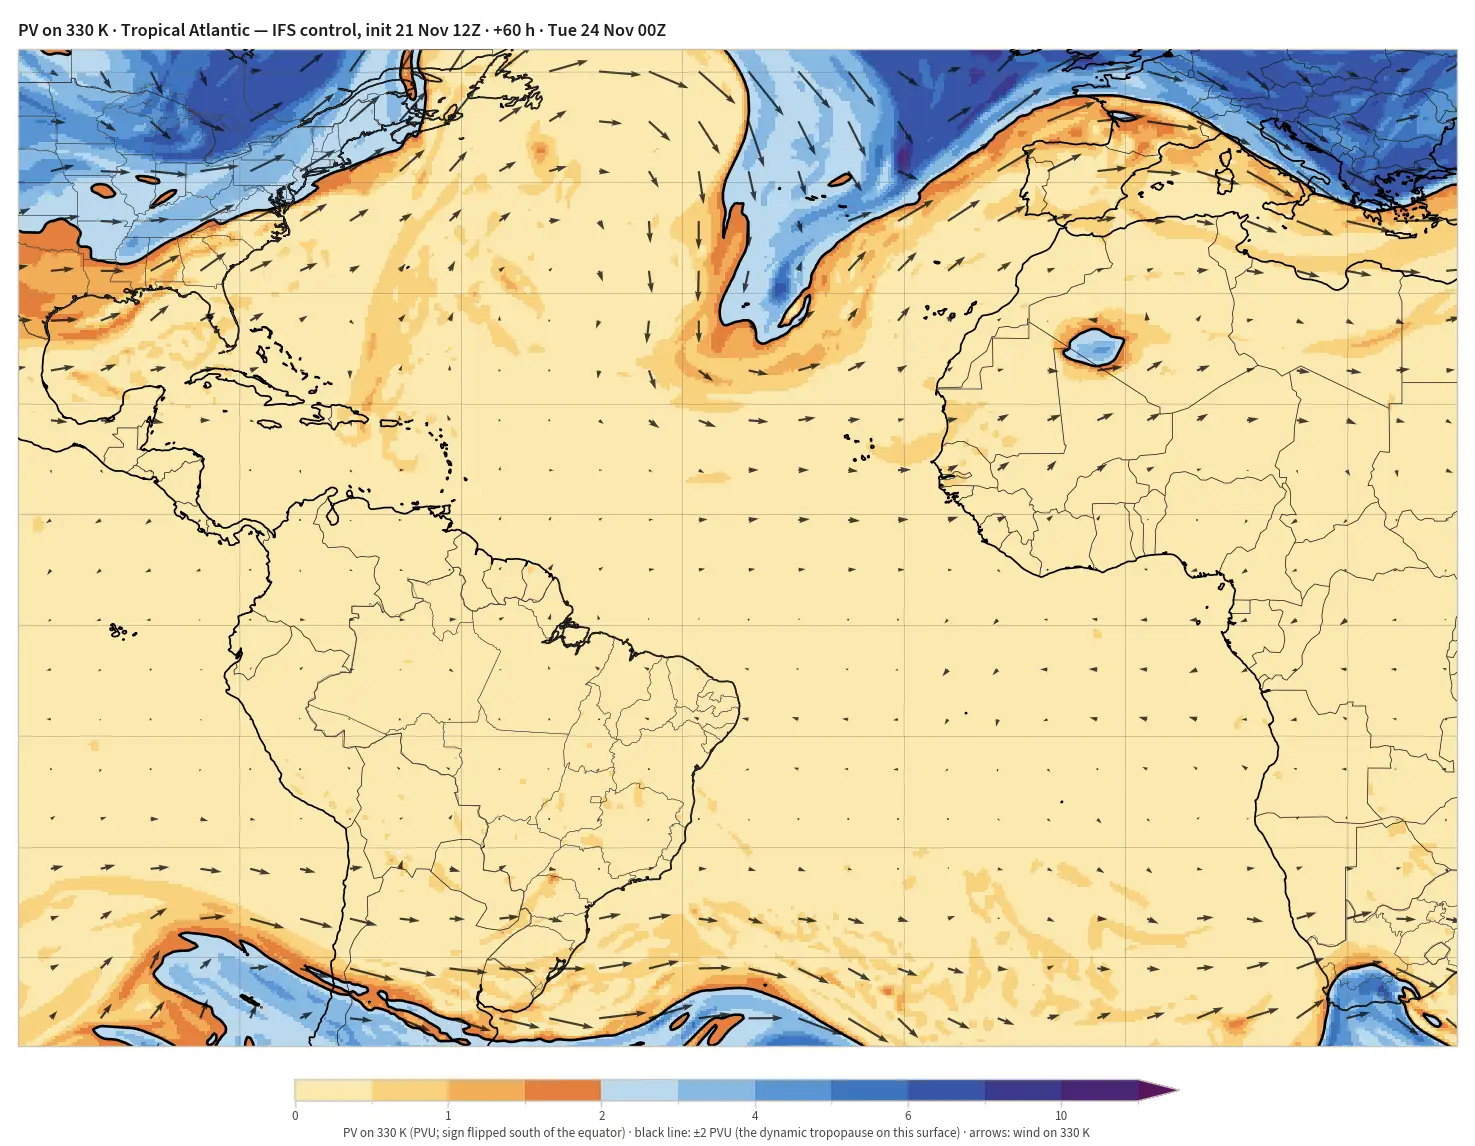 PV on 330 K · Tropical Atlantic — IFS control, init 21 Nov 12Z · +60 h · Tue 24 Nov 00Z
0 1 2 4 6 10
PV on 330 K (PVU; sign flipped south of the equator) · black line: ±2 PVU (the dynamic tropopause on this surface) · arrows: wind on 330 K